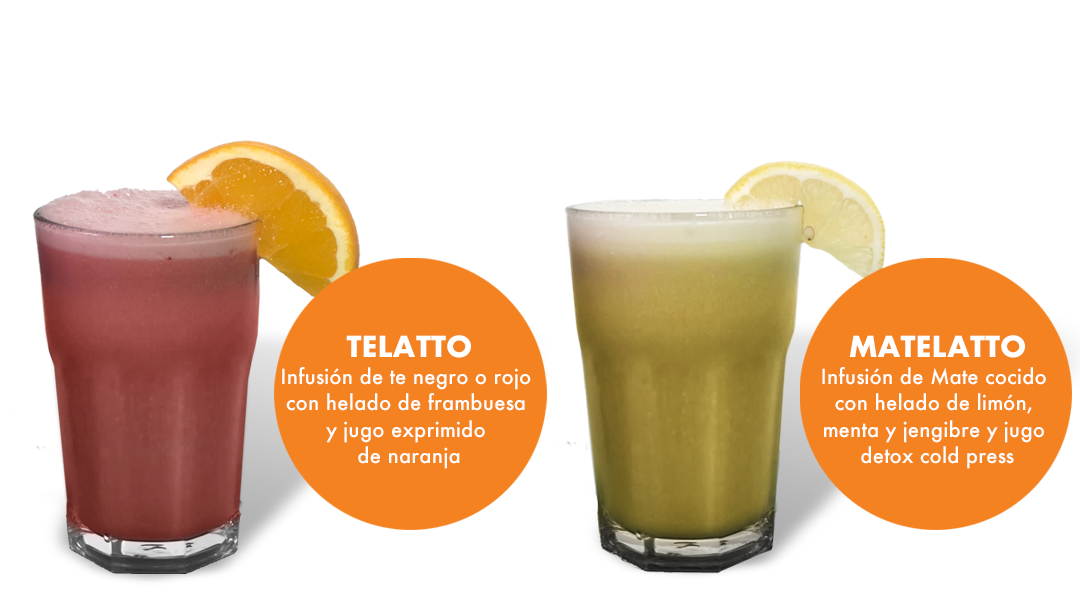 TELATTO
Infusión de te negro o rojo
con helado de frambuesa
y jugo exprimido
de naranja
MATELATTO
Infusión de Mate cocido
con helado de limón,
menta y jengibre y jugo
detox cold press